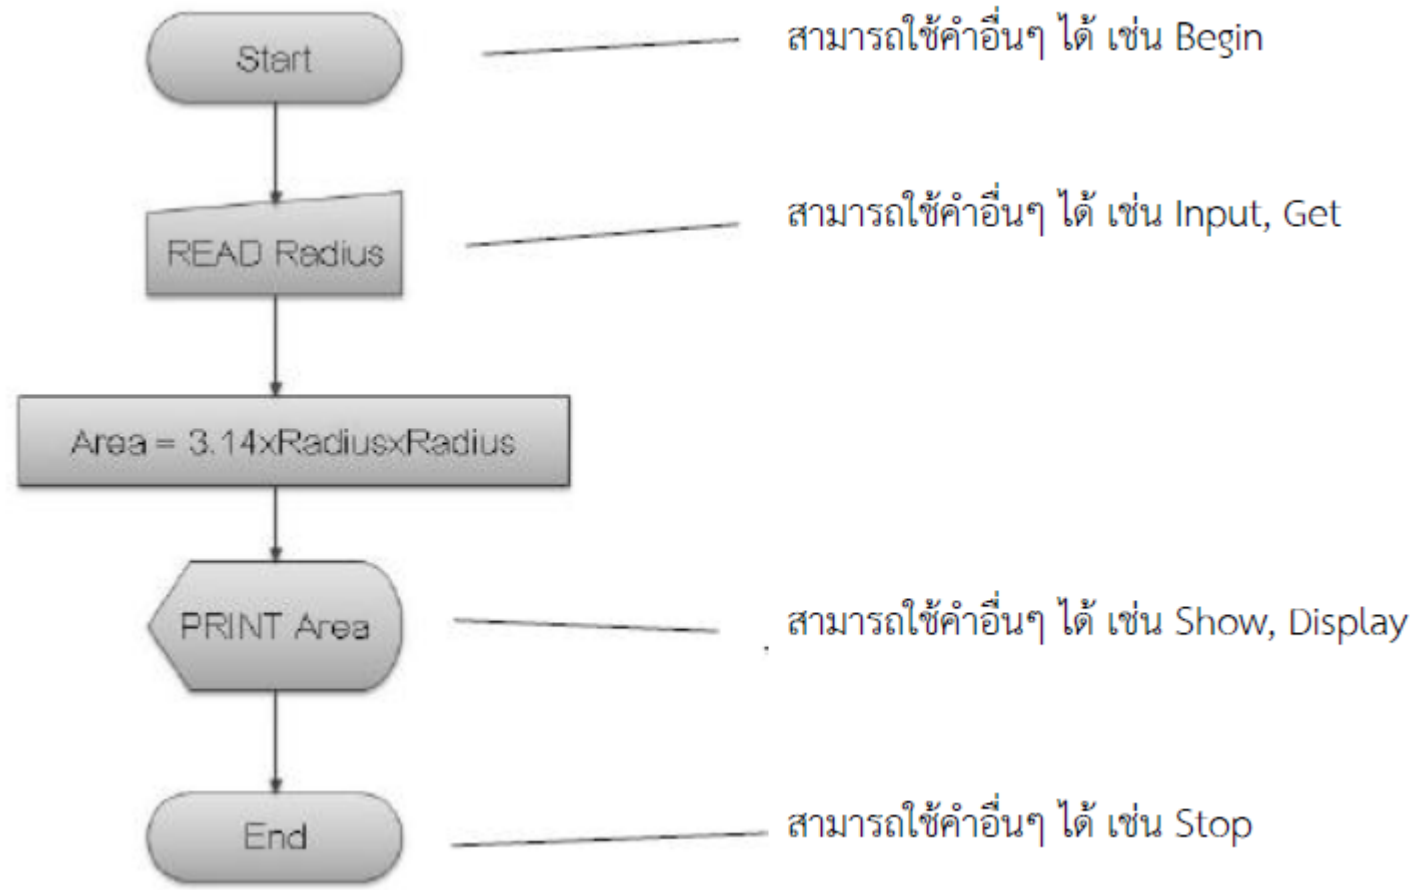 Start
สามารถใช้คำอื่นๆ ได้ เช่น Begin
READ Radius
สามารถใช้คำอื่นๆ ได้ เช่น Input, Get
Area = 3.14xRadiusxRadius
PRINT Area
สามารถใช้คำอื่นๆ ได้ เช่น Show, Display
End
สามารถใช้คำอื่นๆ ได้ เช่น Stop